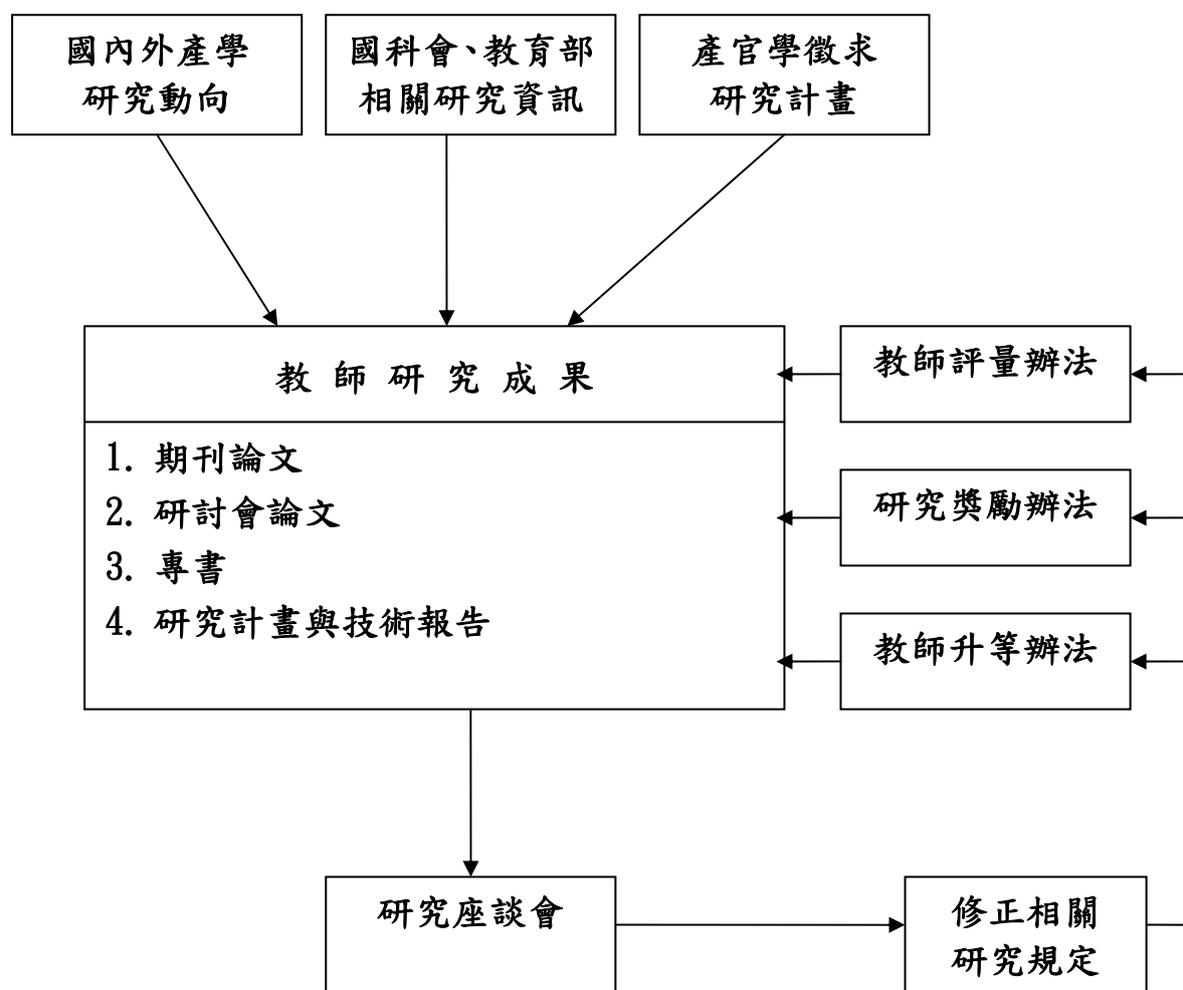 國內外產學
研究動向
國科會、教育部
相關研究資訊
產官學徵求
研究計畫
教師研究成果
1. 期刊論文
2. 研討會論文
3. 專書
4. 研究計畫與技術報告
教師評量辦法
研究獎勵辦法
教師升等辦法
研究座談會
修正相關
研究規定